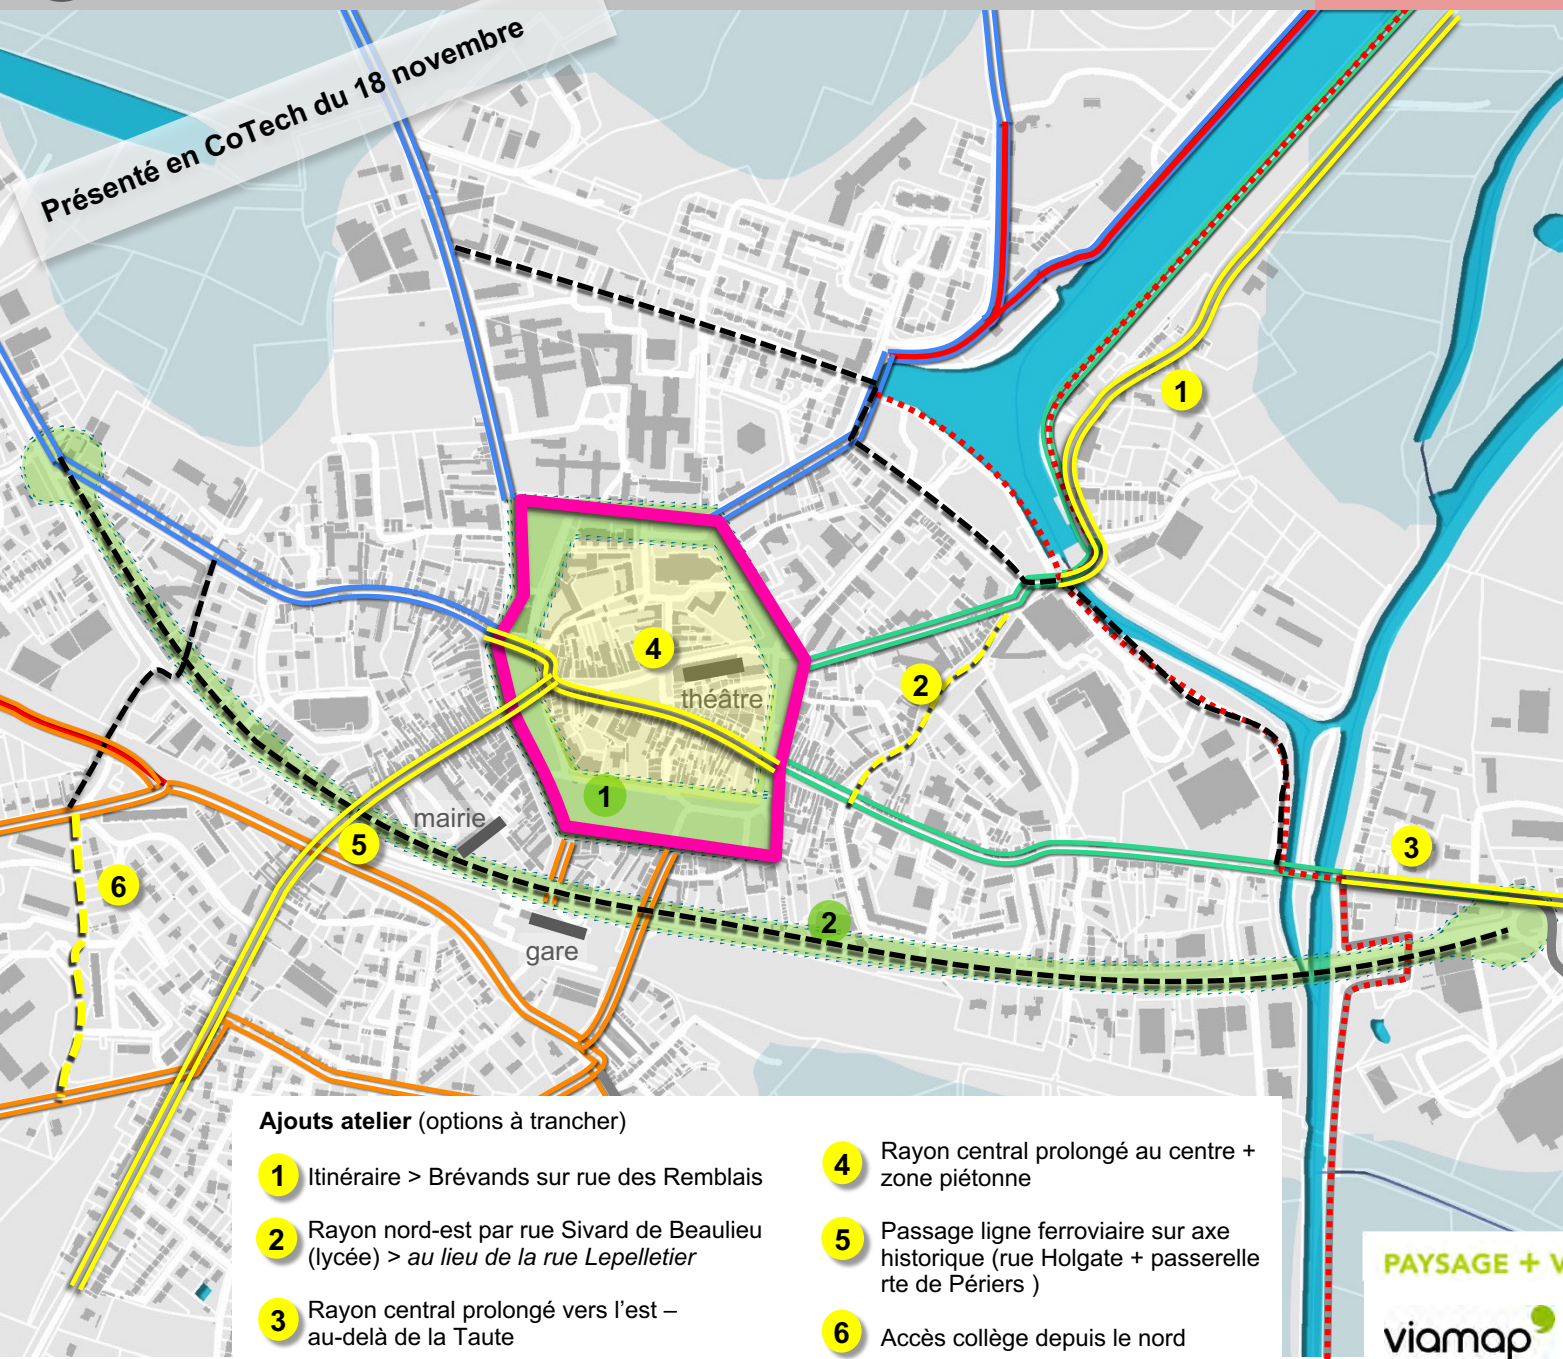 Présenté en CoTech du 18 novembre
1
4
théâtre
2
1
mairie
5
3
6
2
gare
Ajouts atelier (options à trancher)
1 Itinéraire > Brévands sur rue des Remblais
2 Rayon nord-est par rue Sivard de Beaulieu
(lycée) > au lieu de la rue Lepelletier
3 Rayon central prolongé vers l'est –
au-delà de la Taute
4 Rayon central prolongé au centre +
zone piétonne
5 Passage ligne ferroviaire sur axe
historique (rue Holgate + passerelle
rte de Périers )
6 Accès collège depuis le nord
PAYSAGE + V
viamap